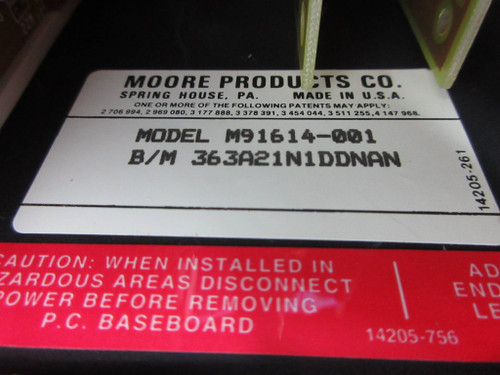 MOORE PRODUCTS CO.
SPRING HOUSE, PA. MADE IN U.S.A.
ONE OR MORE OF THE FOLLOWING PATENTS MAY APPLY:
2 706 994, 2 969 080, 3 177 888, 3 378 391, 3 454 044, 3 511 255, 4 147 968.
MODEL M91614-001
B/M 363A21N1DDNAN
14205-261
CAUTION: WHEN INSTALLED IN
HAZARDOUS AREAS DISCONNECT
POWER BEFORE REMOVING
P.C. BASEBOARD
14205-756
AD
END
LE